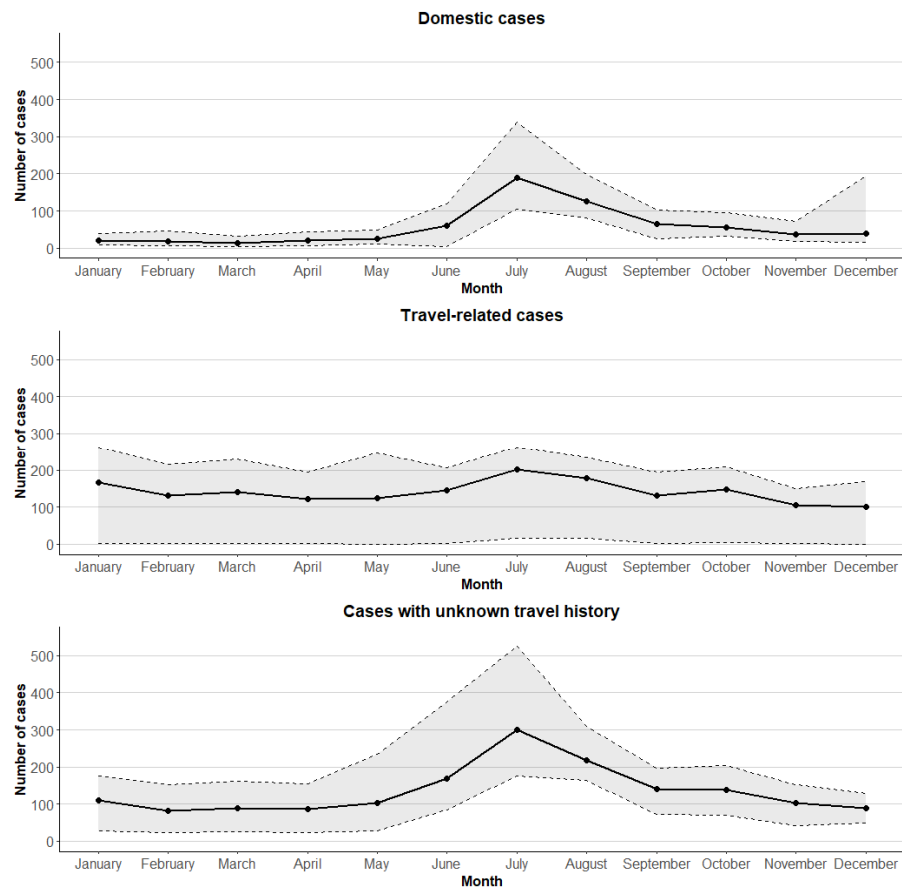 Domestic cases
Number of cases
500
400
300
200
100
0
January February March April May June July August September October November December
Month
Travel-related cases
Number of cases
500
400
300
200
100
0
January February March April May June July August September October November December
Month
Cases with unknown travel history
Number of cases
500
400
300
200
100
0
January February March April May June July August September October November December
Month